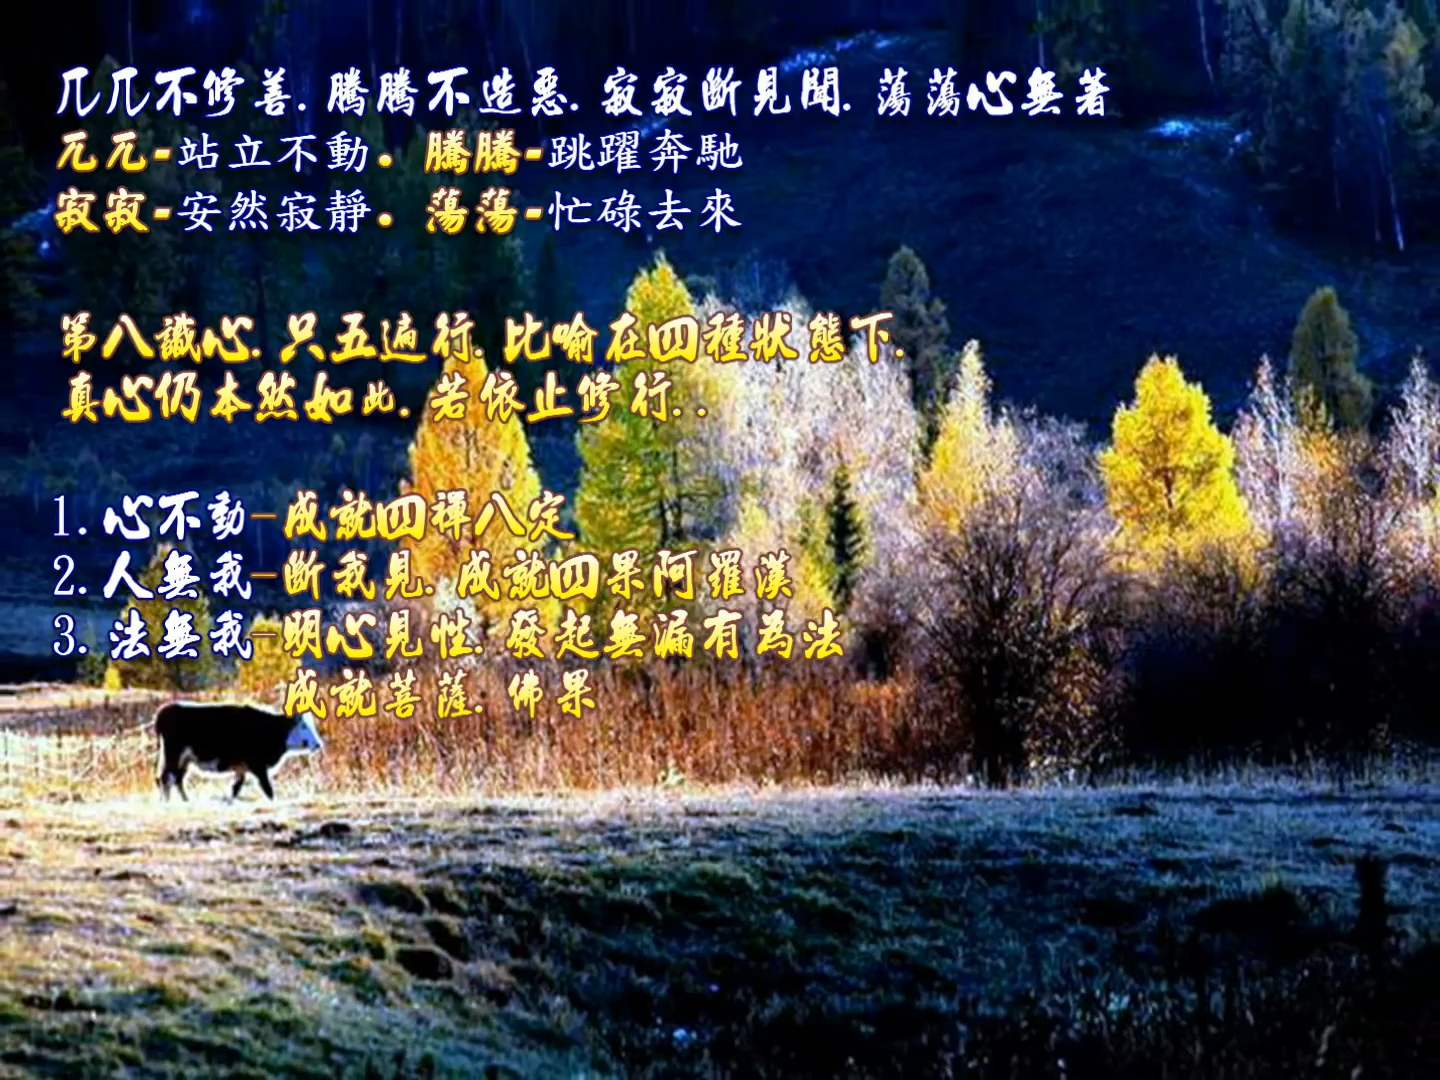 兀兀不修善.騰騰不造惡.寂寂斷見聞.蕩蕩心無著
兀兀-站立不動。騰騰-跳躍奔馳
寂寂-安然寂靜。蕩蕩-忙碌去來
第八識心.只五遍行.比喻在四種狀態下.
真心仍本然如此.若依止修行..
1.心不動-成就四禪八定
2.人無我-斷我見.成就四果阿羅漢
3.法無我-明心見性.發起無漏有為法
成就菩薩.佛果